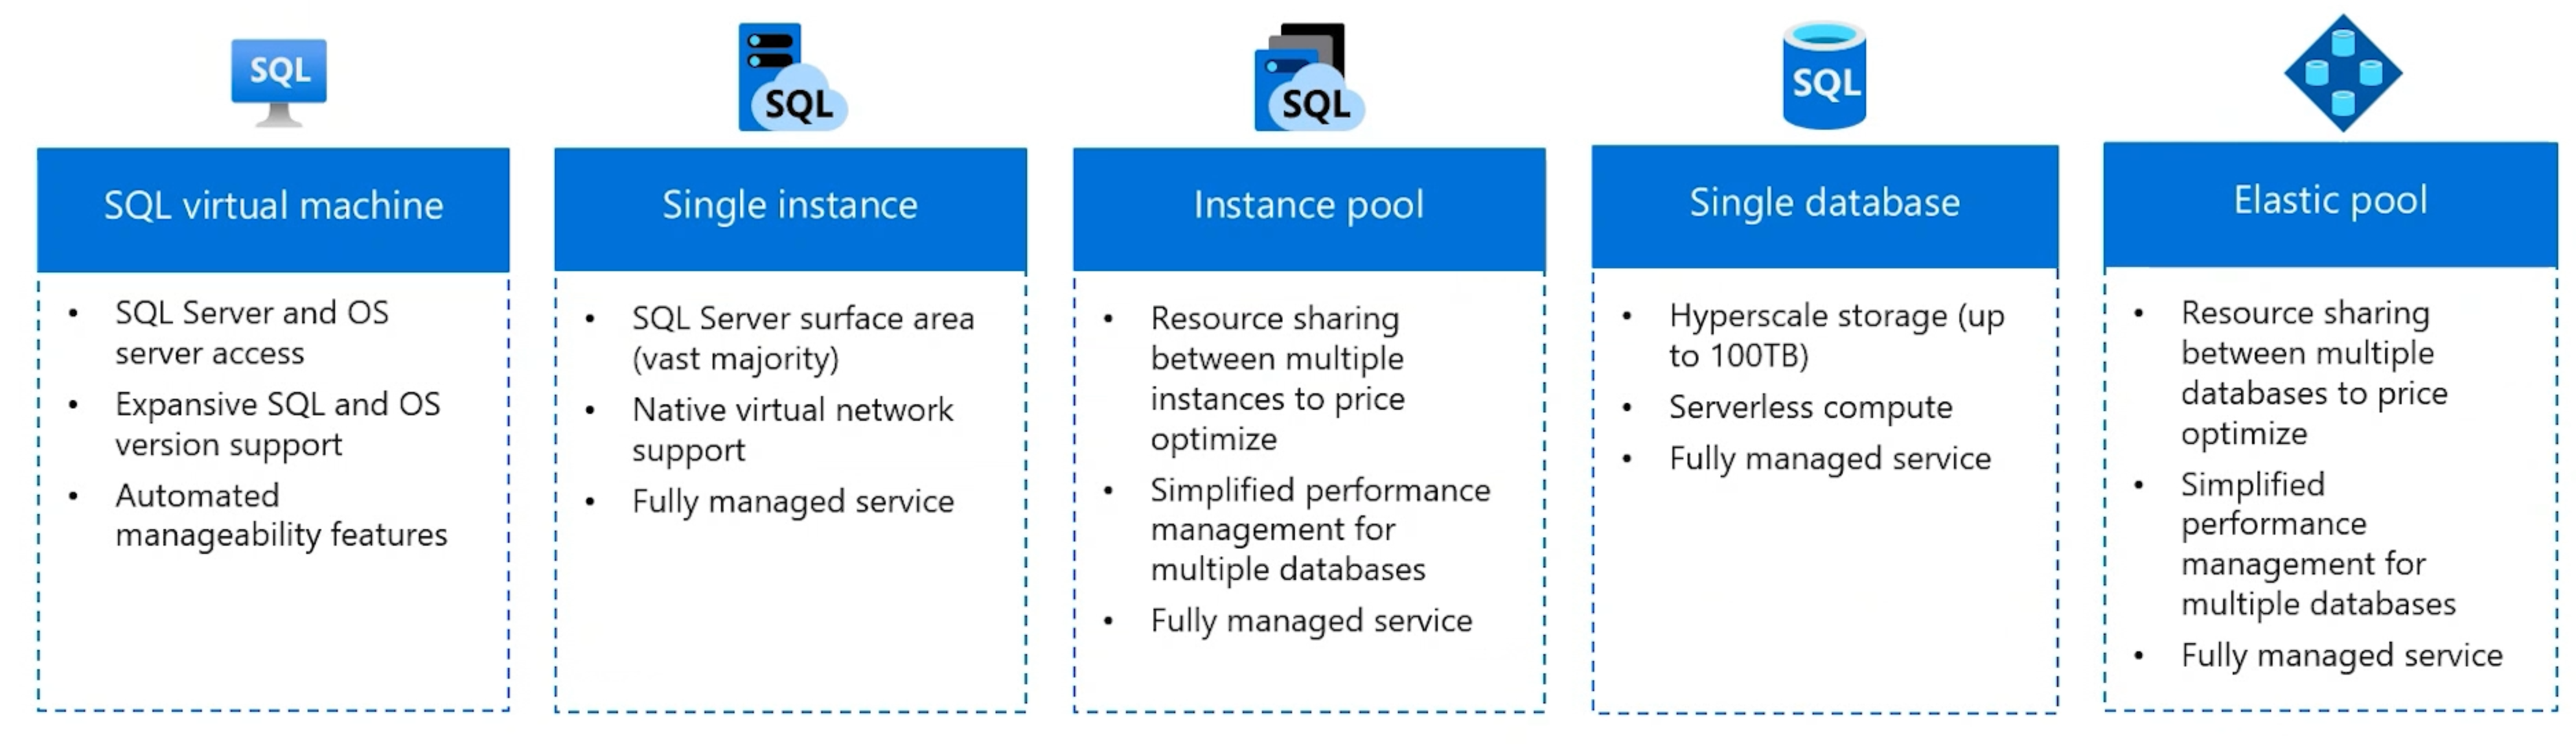 SQL
SQL
SQL
SQL
SQL virtual machine
• SQL Server and OS
server access
• Expansive SQL and OS
version support
• Automated
manageability features
Single instance
• SQL Server surface area
(vast majority)
• Native virtual network
support
• Fully managed service
Instance pool
• Resource sharing
between multiple
instances to price
optimize
• Simplified performance
management for
multiple databases
• Fully managed service
Single database
• Hyperscale storage (up
to 100TB)
• Serverless compute
• Fully managed service
Elastic pool
• Resource sharing
between multiple
databases to price
optimize
• Simplified
performance
management for
multiple databases
• Fully managed service